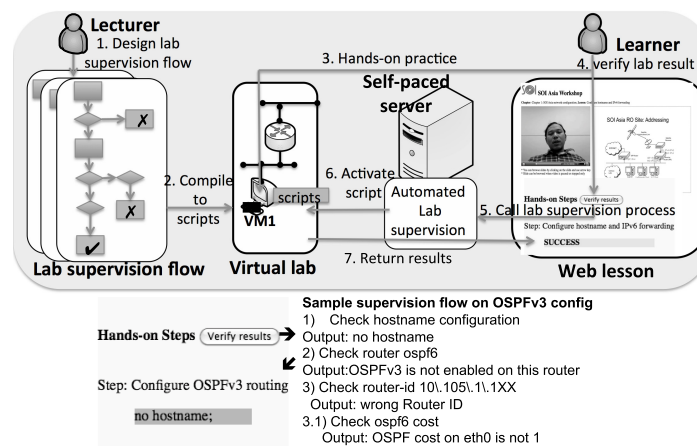 Lecturer
1. Design lab
supervision flow
3. Hands-on practice
Learner
4. verify lab result
Self-paced
server
SOI Asia Workshop
SOI Asia RO Site: Addressing
2. Compile
to
scripts
scripts
VM1
6. Activate
script
Automated
Lab
supervision
5. Call lab supervision process
7. Return results
Hands-on Steps Verify results
Step: Configure hostname and IPv6 forwarding
SUCCESS
Lab supervision flow
Virtual lab
Web lesson
Hands-on Steps Verify results
Step: Configure OSPFv3 routing
no hostname;
Sample supervision flow on OSPFv3 config
1) Check hostname configuration
Output: no hostname
2) Check router ospf6
Output:OSPFv3 is not enabled on this router
3) Check router-id 10\.105\.1\.1XX
Output: wrong Router ID
3.1) Check ospf6 cost
Output: OSPF cost on eth0 is not 1